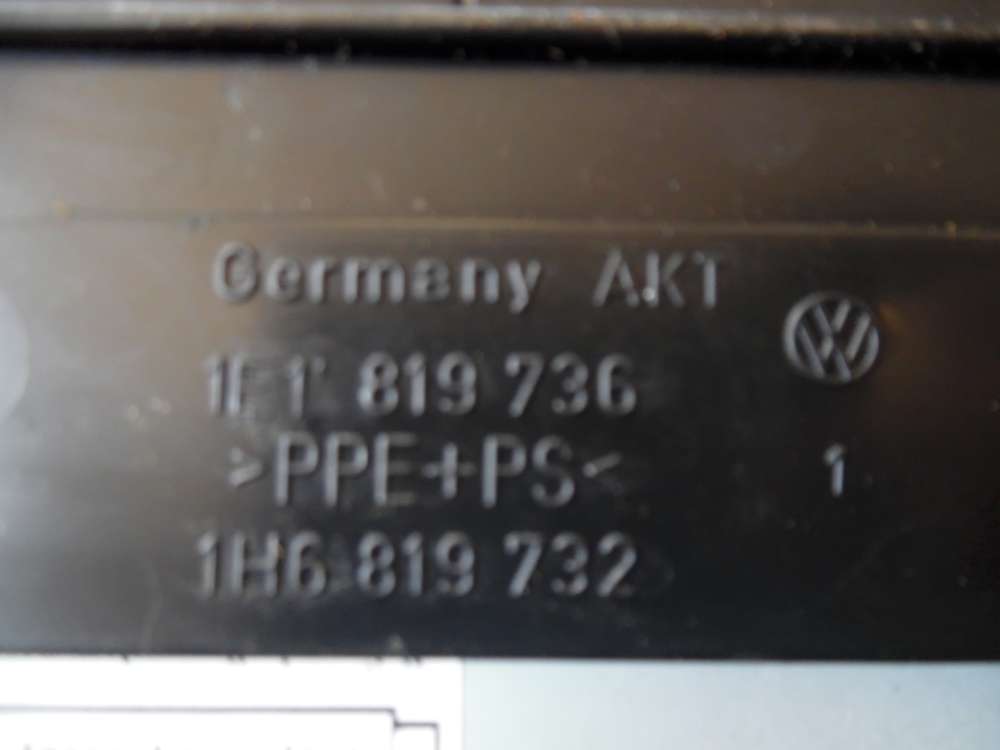 Germany AKT
1E1 819 736
>PPE+PS<
1
1H6 819 732